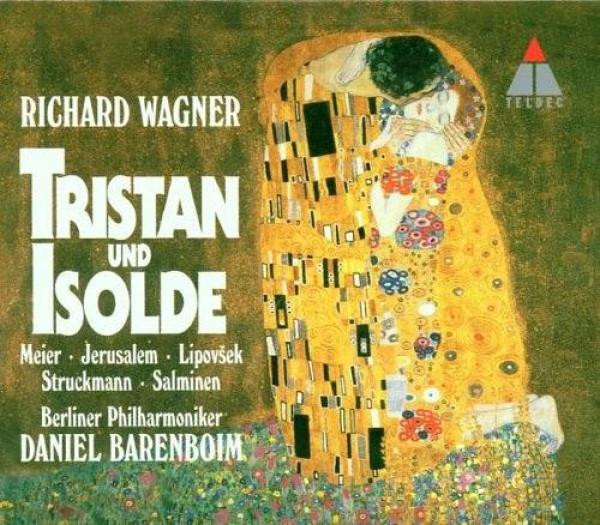 TELDEC
RICHARD WAGNER
TRISTAN
UND
ISOLDE
Meier · Jerusalem · Lipovšek
Struckmann · Salminen
Berliner Philharmoniker
DANIEL BARENBOIM